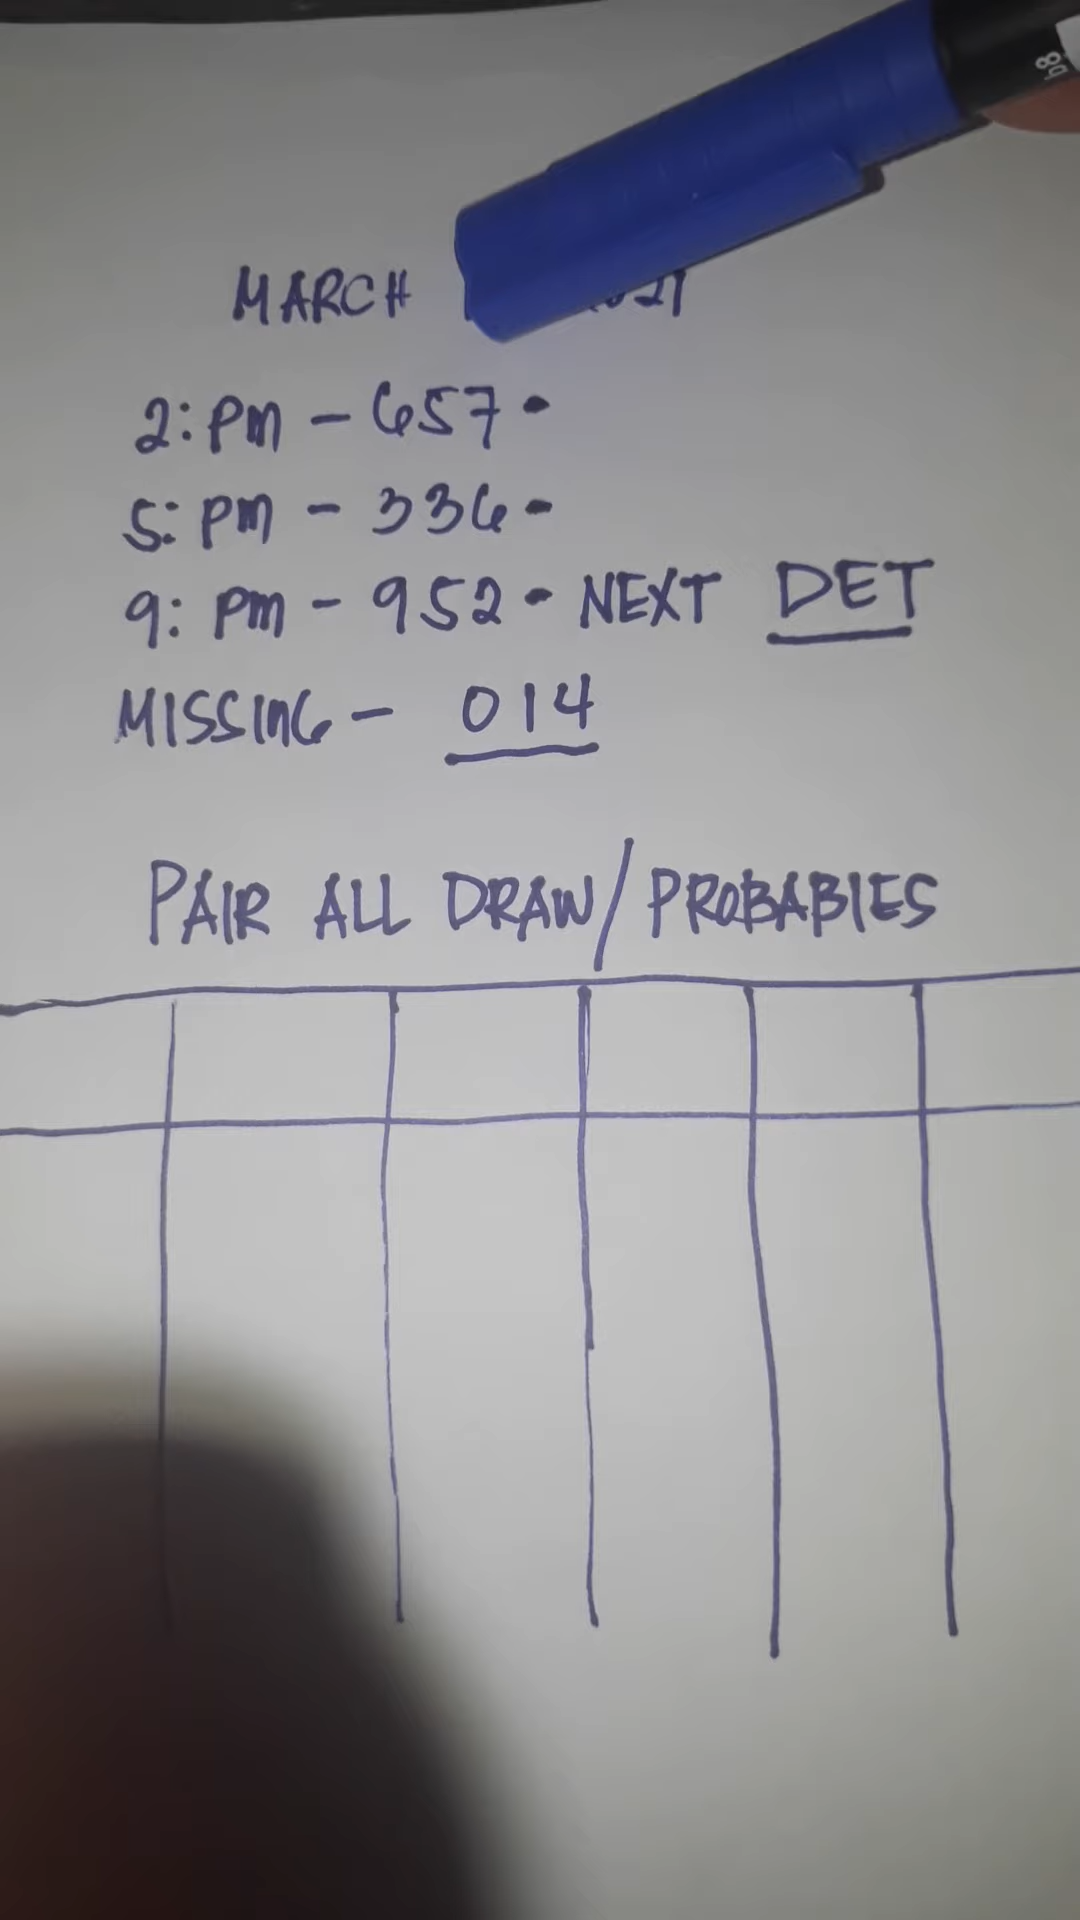 MARCH
2:PM - 657 •
5:PM - 336 -
9:PM - 952 - NEXT DET
MISSING - 014
PAIR ALL DRAW/PROBABIES